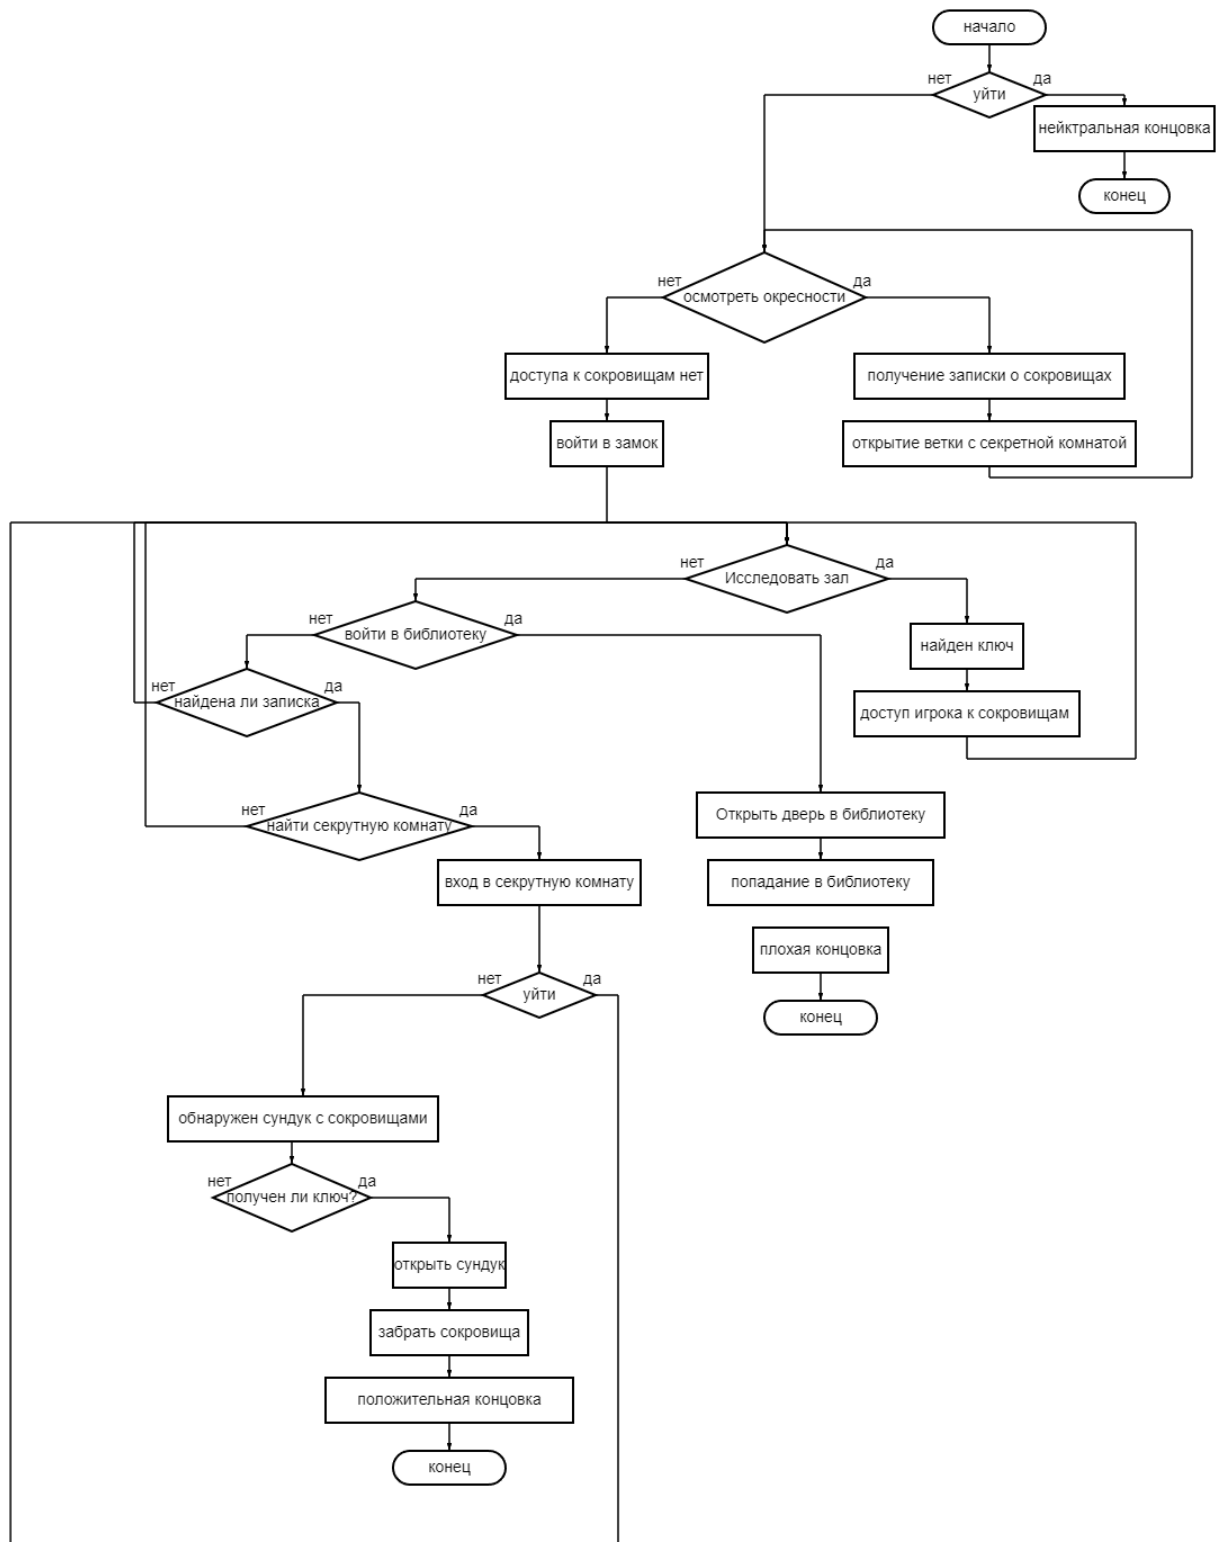 начало
нет
да
уйти
нейктральная концовка
конец
нет
да
осмотреть окресности
доступа к сокровищам нет
получение записки о сокровищах
войти в замок
открытие ветки с секретной комнатой
нет
да
Исследовать зал
нет
да
войти в библиотеку
найден ключ
нет
да
найдена ли записка
доступ игрока к сокровищам
нет
да
найти секрутную комнату
Открыть дверь в библиотеку
вход в секрутную комнату
попадание в библиотеку
плохая концовка
нет
да
уйти
конец
обнаружен сундук с сокровищами
нет
да
получен ли ключ?
открыть сундук
забрать сокровища
положительная концовка
конец